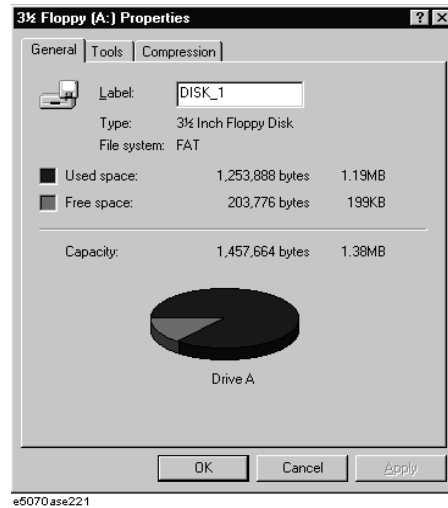 3½ Floppy (A:) Properties
General Tools Compression
Label: DISK_1
Type: 3½ Inch Floppy Disk
File system: FAT
Used space: 1,253,888 bytes 1.19MB
Free space: 203,776 bytes 199KB
Capacity: 1,457,664 bytes 1.38MB
Drive A
OK Cancel Apply
e5070ase221